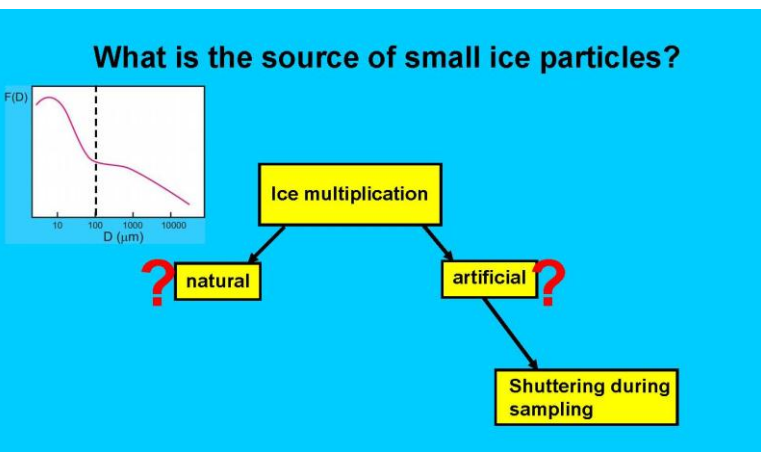 What is the source of small ice particles?
F(D)
10 100 1000 10000
D (μm)
Ice multiplication
? natural
artificial ?
Shuttering during
sampling